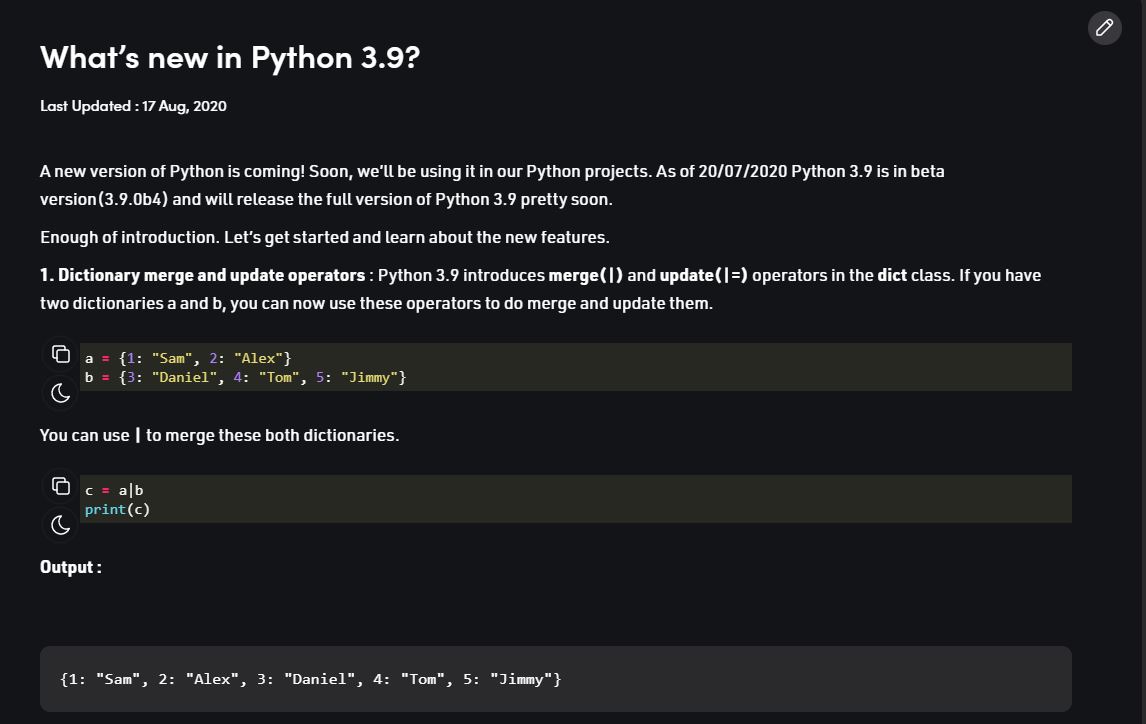 What’s new in Python 3.9?
Last Updated : 17 Aug, 2020
A new version of Python is coming! Soon, we’ll be using it in our Python projects. As of 20/07/2020 Python 3.9 is in beta
version(3.9.0b4) and will release the full version of Python 3.9 pretty soon.
Enough of introduction. Let’s get started and learn about the new features.
1. Dictionary merge and update operators : Python 3.9 introduces merge(|) and update(|=) operators in the dict class. If you have
two dictionaries a and b, you can now use these operators to do merge and update them.
a = {1: "Sam", 2: "Alex"}
b = {3: "Daniel", 4: "Tom", 5: "Jimmy"}
You can use | to merge these both dictionaries.
c = a|b
print(c)
Output :
{1: "Sam", 2: "Alex", 3: "Daniel", 4: "Tom", 5: "Jimmy"}